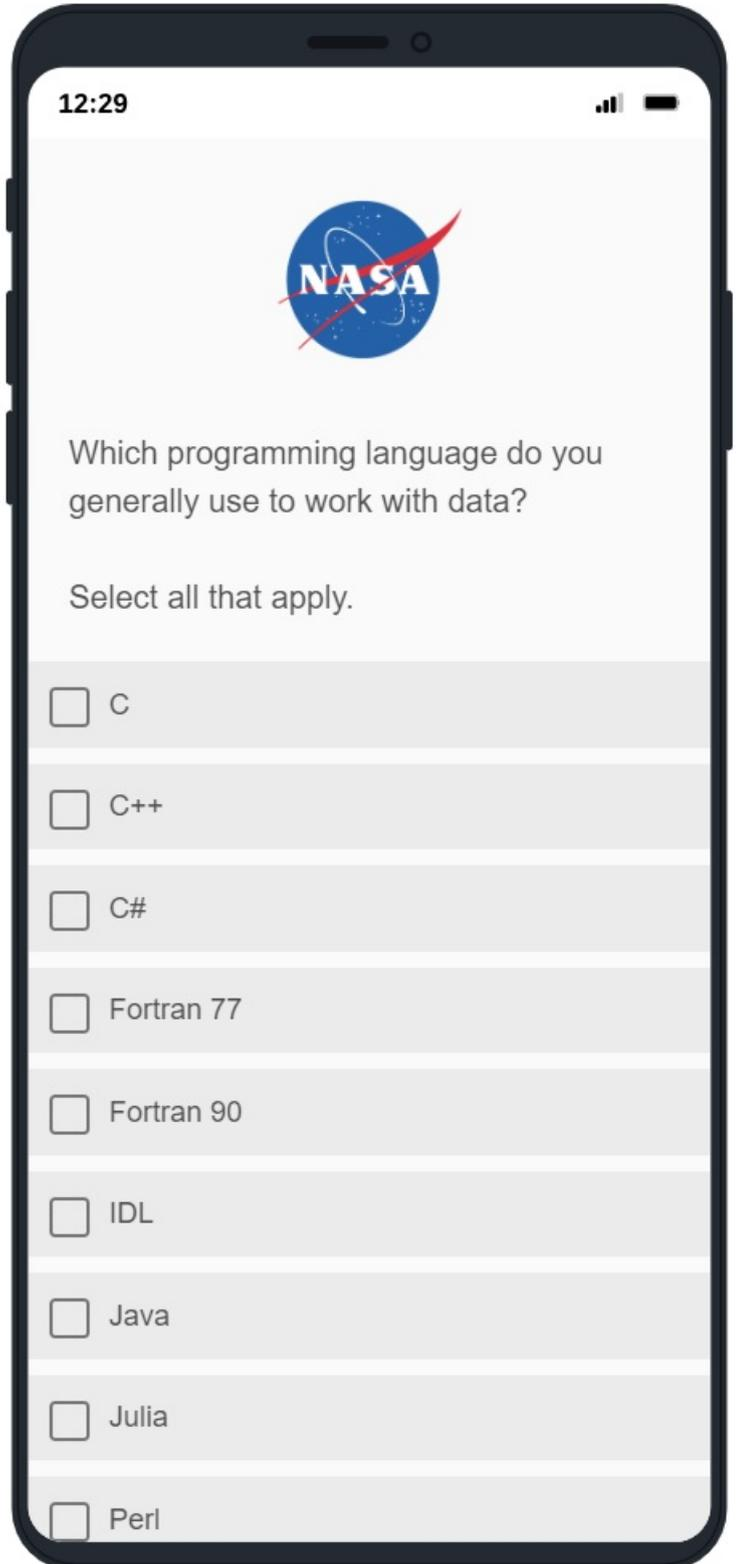 12:29
NASA
Which programming language do you
generally use to work with data?
Select all that apply.
C
C++
C#
Fortran 77
Fortran 90
IDL
Java
Julia
Perl